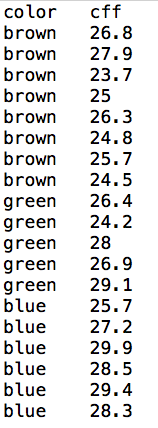 color cff
brown 26.8
brown 27.9
brown 23.7
brown 25
brown 26.3
brown 24.8
brown 25.7
brown 24.5
green 26.4
green 24.2
green 28
green 26.9
green 29.1
blue 25.7
blue 27.2
blue 29.9
blue 28.5
blue 29.4
blue 28.3